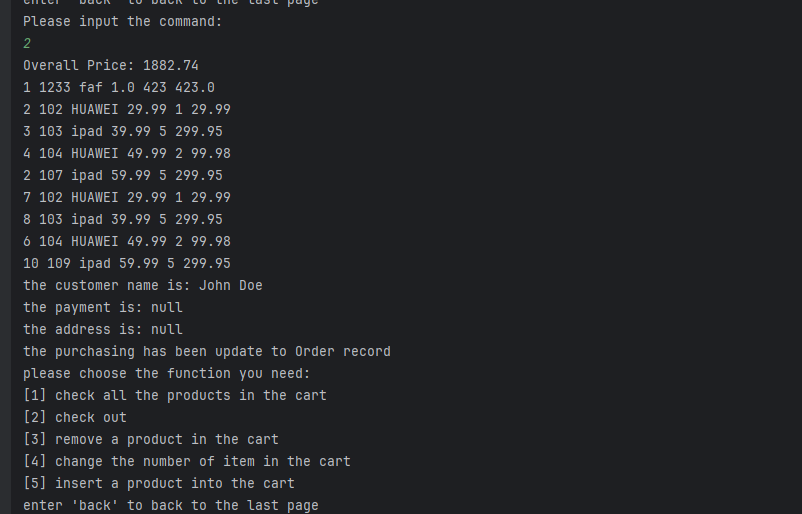 enter 'back' to back to the last page
Please input the command:
2
Overall Price: 1882.74
1 1233 faf 1.0 423 423.0
2 102 HUAWEI 29.99 1 29.99
3 103 ipad 39.99 5 299.95
4 104 HUAWEI 49.99 2 99.98
2 107 ipad 59.99 5 299.95
7 102 HUAWEI 29.99 1 29.99
8 103 ipad 39.99 5 299.95
6 104 HUAWEI 49.99 2 99.98
10 109 ipad 59.99 5 299.95
the customer name is: John Doe
the payment is: null
the address is: null
the purchasing has been update to Order record
please choose the function you need:
[1] check all the products in the cart
[2] check out
[3] remove a product in the cart
[4] change the number of item in the cart
[5] insert a product into the cart
enter 'back' to back to the last page